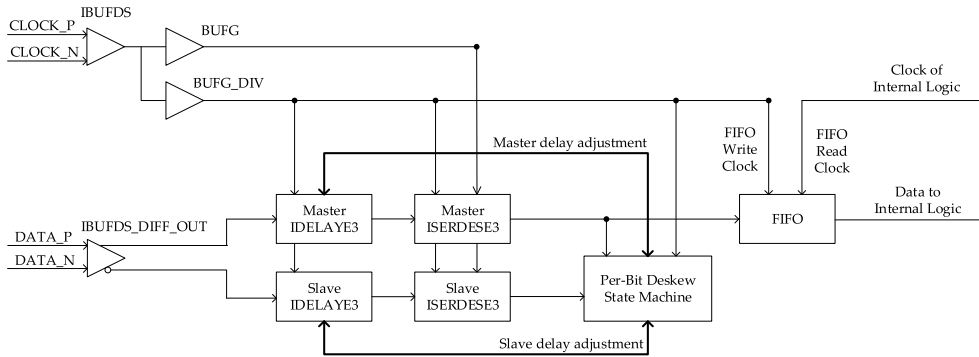 IBUFDS
CLOCK_P
CLOCK_N
BUFG
BUFG_DIV
Clock of
Internal Logic
Master delay adjustment
FIFO
Write
Clock
FIFO
Read
Clock
Master
IDELAYE3
Master
ISERDESE3
FIFO
Data to
Internal Logic
IBUFDS_DIFF_OUT
DATA_P
DATA_N
Slave
IDELAYE3
Slave
ISERDESE3
Per-Bit Deskew
State Machine
Slave delay adjustment